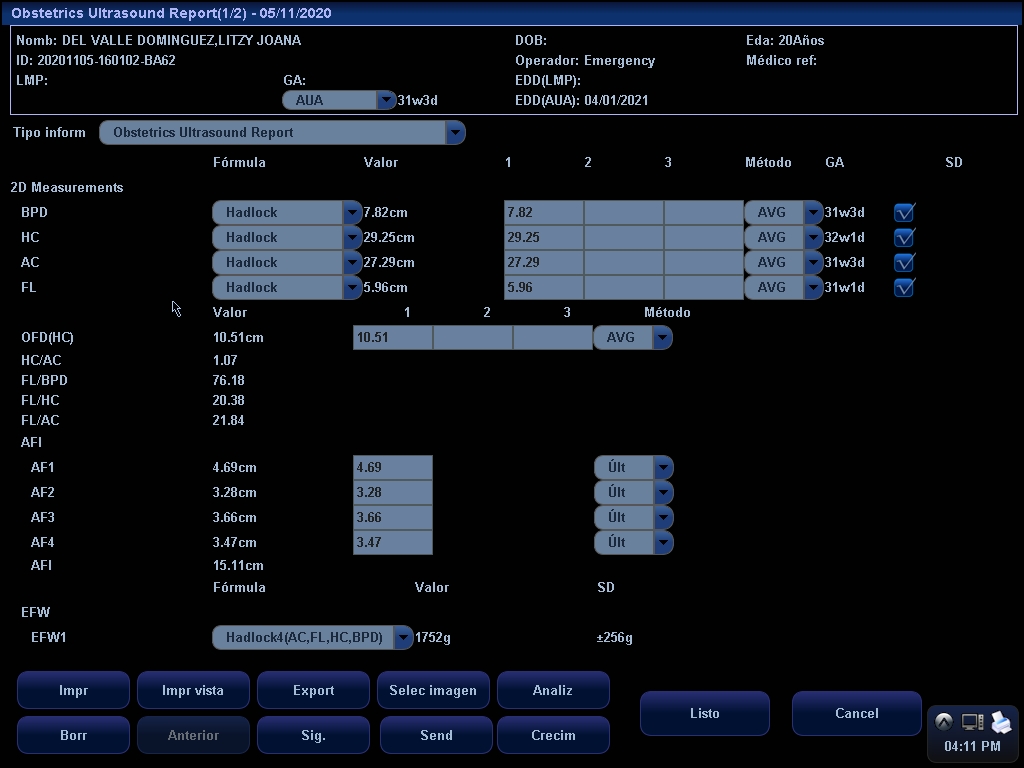 Obstetrics Ultrasound Report(1/2) - 05/11/2020
Nomb: DEL VALLE DOMINGUEZ,LITZY JOANA DOB: Eda: 20Años
ID: 20201105-160102-BA62 Operador: Emergency Médico ref:
LMP: GA: EDD(LMP):
AUA 31w3d EDD(AUA): 04/01/2021
Tipo inform Obstetrics Ultrasound Report
Fórmula Valor 1 2 3 Método GA SD
2D Measurements
BPD Hadlock 7.82cm 7.82 AVG 31w3d
HC Hadlock 29.25cm 29.25 AVG 32w1d
AC Hadlock 27.29cm 27.29 AVG 31w3d
FL Hadlock 5.96cm 5.96 AVG 31w1d
Valor 1 2 3 Método
OFD(HC) 10.51cm 10.51 AVG
HC/AC 1.07
FL/BPD 76.18
FL/HC 20.38
FL/AC 21.84
AFI
AF1 4.69cm 4.69 Últ
AF2 3.28cm 3.28 Últ
AF3 3.66cm 3.66 Últ
AF4 3.47cm 3.47 Últ
AFI 15.11cm
Fórmula Valor SD
EFW
EFW1 Hadlock4(AC,FL,HC,BPD) 1752g ±256g
Impr Impr vista Export Selec imagen Analiz
Listo Cancel
Borr Anterior Sig. Send Crecim
04:11 PM